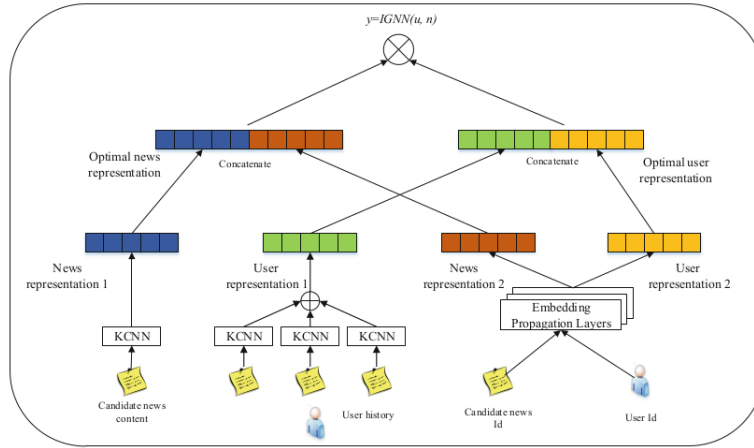 y=IGNN(u, n)
Optimal news
representation
Concatenate
Concatenate
Optimal user
representation
News
representation 1
User
representation 1
News
representation 2
User
representation 2
Embedding
Propagation Layers
KCNN
KCNN
KCNN
KCNN
Candidate news
content
User history
Candidate news
Id
User Id